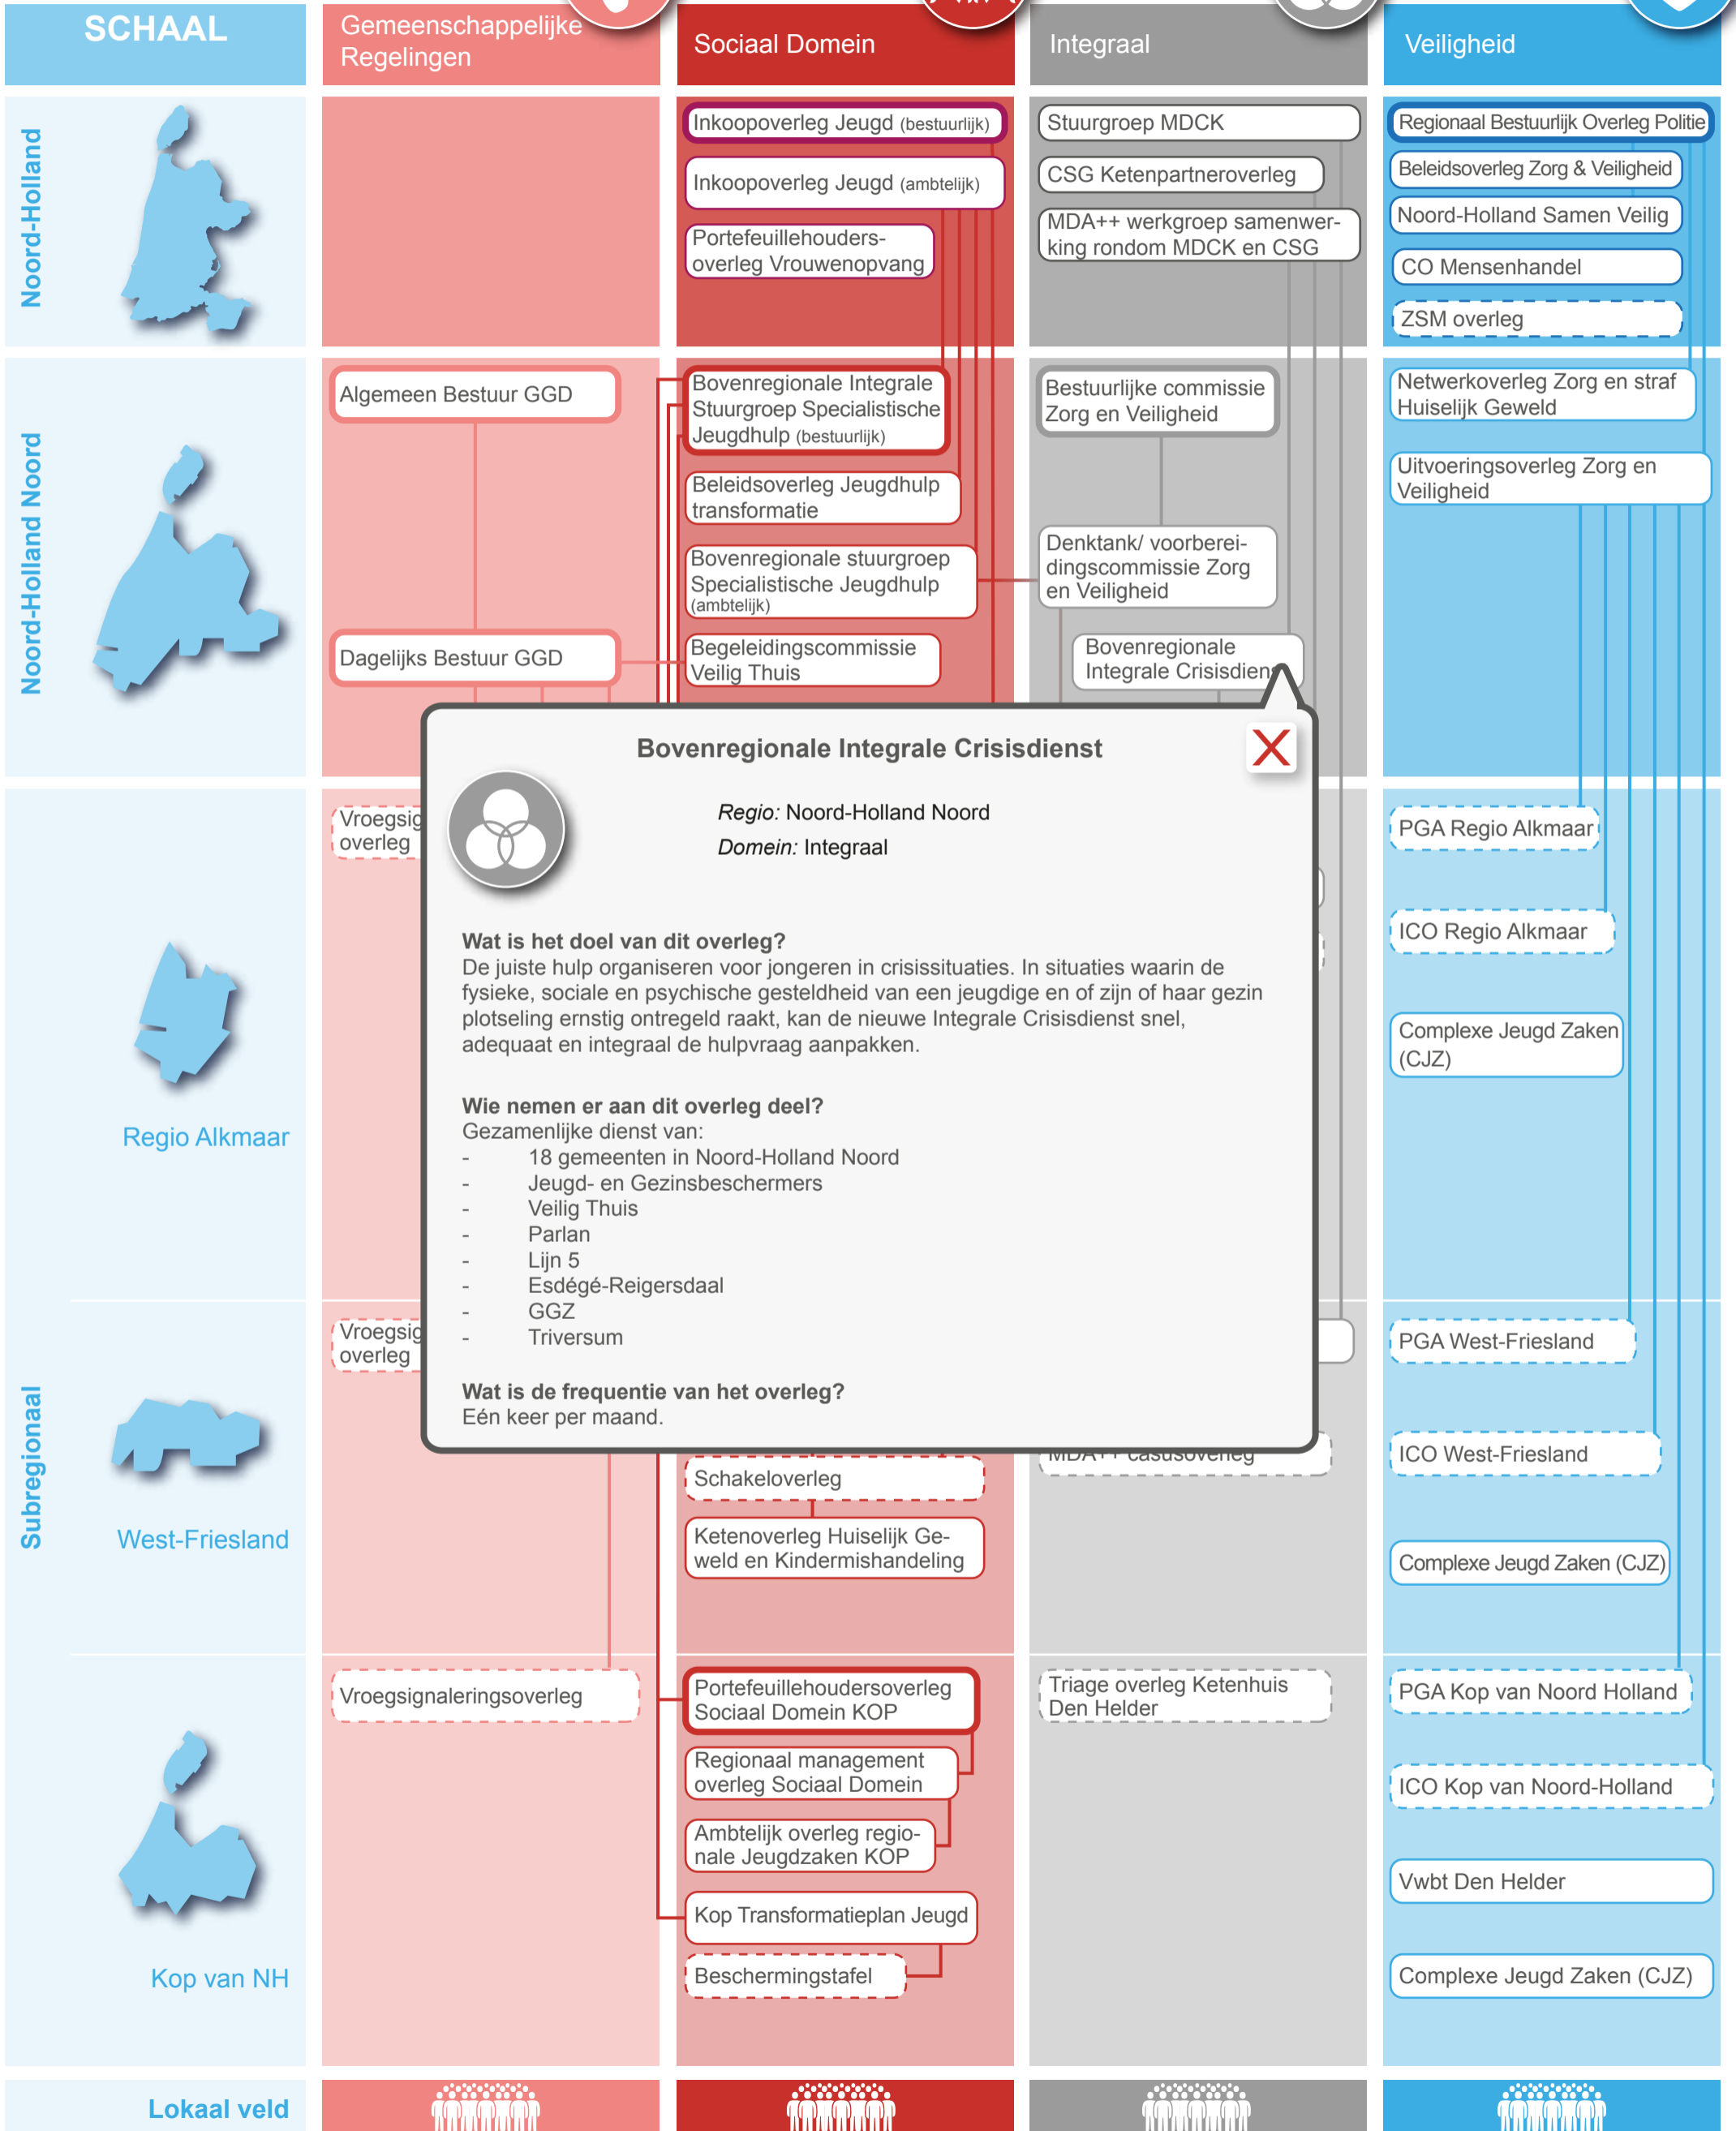 SCHAAL
Gemeenschappelijke
Regelingen
Sociaal Domein
Integraal
Veiligheid
Noord-Holland
Inkoopoverleg Jeugd (bestuurlijk)
Inkoopoverleg Jeugd (ambtelijk)
Portefeuillehouders-
overleg Vrouwenopvang
Stuurgroep MDCK
CSG Ketenpartneroverleg
MDA++ werkgroep samenwer-
king rondom MDCK en CSG
Regionaal Bestuurlijk Overleg Politie
Beleidsoverleg Zorg & Veiligheid
Noord-Holland Samen Veilig
CO Mensenhandel
ZSM overleg
Noord-Holland Noord
Algemeen Bestuur GGD
Dagelijks Bestuur GGD
Bovenregionale Integrale
Stuurgroep Specialistische
Jeugdhulp (bestuurlijk)
Beleidsoverleg Jeugdhulp
transformatie
Bovenregionale stuurgroep
Specialistische Jeugdhulp
(ambtelijk)
Begeleidingscommissie
Veilig Thuis
Bestuurlijke commissie
Zorg en Veiligheid
Denktank/ voorberei-
dingscommissie Zorg
en Veiligheid
Bovenregionale
Integrale Crisisdiens
Netwerkoverleg Zorg en straf
Huiselijk Geweld
Uitvoeringsoverleg Zorg en
Veiligheid
Bovenregionale Integrale Crisisdienst
X
Regio: Noord-Holland Noord
Domein: Integraal
Wat is het doel van dit overleg?
De juiste hulp organiseren voor jongeren in crisissituaties. In situaties waarin de
fysieke, sociale en psychische gesteldheid van een jeugdige en of zijn of haar gezin
plotseling ernstig ontregeld raakt, kan de nieuwe Integrale Crisisdienst snel,
adequaat en integraal de hulpvraag aanpakken.
Wie nemen er aan dit overleg deel?
Gezamenlijke dienst van:
- 18 gemeenten in Noord-Holland Noord
- Jeugd- en Gezinsbeschermers
- Veilig Thuis
- Parlan
- Lijn 5
- Esdégé-Reigersdaal
- GGZ
- Triversum
Wat is de frequentie van het overleg?
Eén keer per maand.
Subregionaal
Regio Alkmaar
Vroegsig
overleg
PGA Regio Alkmaar
ICO Regio Alkmaar
Complexe Jeugd Zaken
(CJZ)
West-Friesland
Vroegsig
overleg
Schakeloverleg
Ketenoverleg Huiselijk Ge-
weld en Kindermishandeling
MDA++ casusoverleg
PGA West-Friesland
ICO West-Friesland
Complexe Jeugd Zaken (CJZ)
Kop van NH
Vroegsignaleringsoverleg
Portefeuillehoudersoverleg
Sociaal Domein KOP
Regionaal management
overleg Sociaal Domein
Ambtelijk overleg regio-
nale Jeugdzaken KOP
Kop Transformatieplan Jeugd
Beschermingstafel
Triage overleg Ketenhuis
Den Helder
PGA Kop van Noord Holland
ICO Kop van Noord-Holland
Vwbt Den Helder
Complexe Jeugd Zaken (CJZ)
Lokaal veld